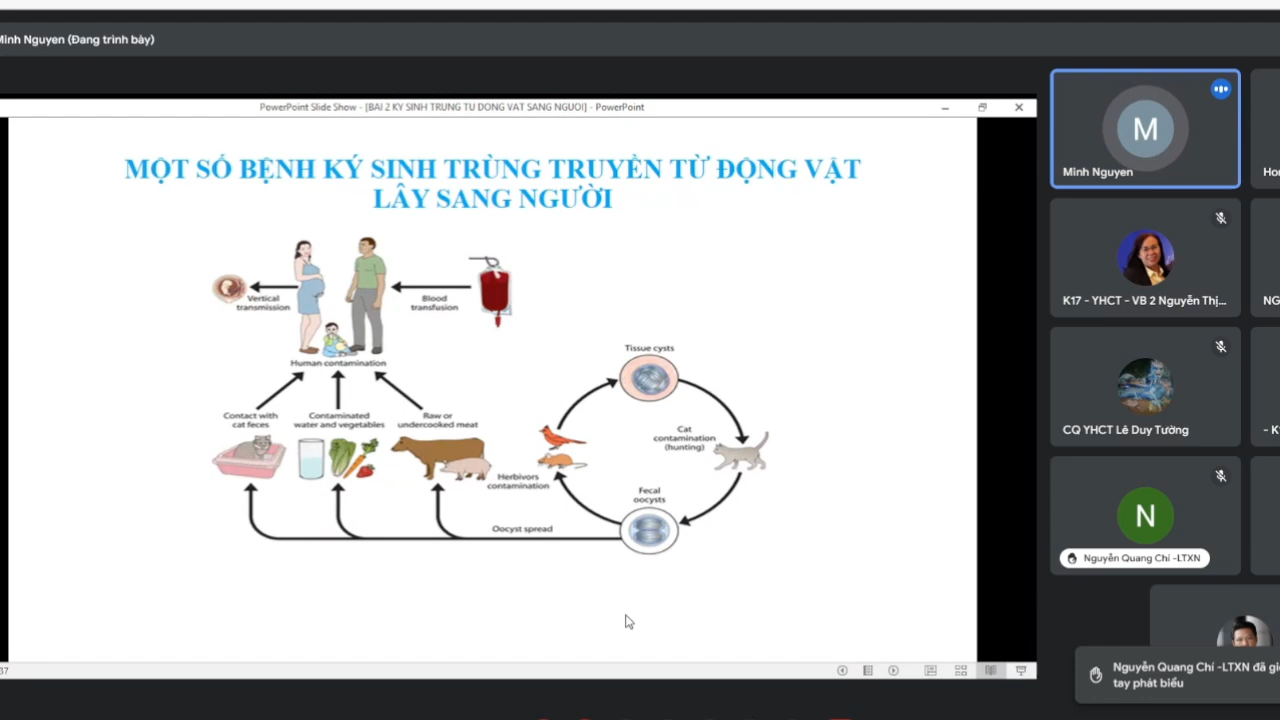 Minh Nguyen (Đang trình bày)
PowerPoint Slide Show - [BAI 2 KY SINH TRUNG TU DONG VAT SANG NGUOI] - PowerPoint
MỘT SỐ BỆNH KÝ SINH TRÙNG TRUYỀN TỪ ĐỘNG VẬT
LÂY SANG NGƯỜI
Vertical
transmission
Blood
transfusion
Human contamination
Contact with
cat feces
Contaminated
water and vegetables
Raw or
undercooked meat
Tissue cysts
Cat
contamination
(hunting)
Herbivors
contamination
Fecal
oocysts
Oocyst spread
M
Minh Nguyen
K17 - YHCT - VB 2 Nguyễn Thị...
CQ YHCT Lê Duy Tường
N
Nguyễn Quang Chí -LTXN
Nguyễn Quang Chí -LTXN đã
tay phát biểu